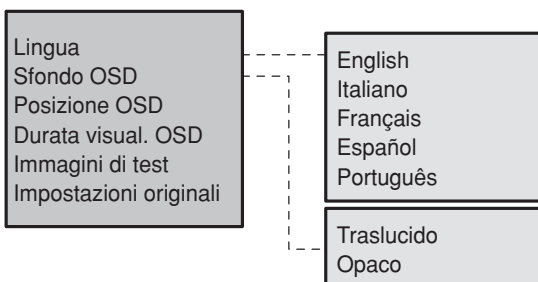 Lingua
Sfondo OSD
Posizione OSD
Durata visual. OSD
Immagini di test
Impostazioni originali
English
Italiano
Français
Español
Português
Traslucido
Opaco